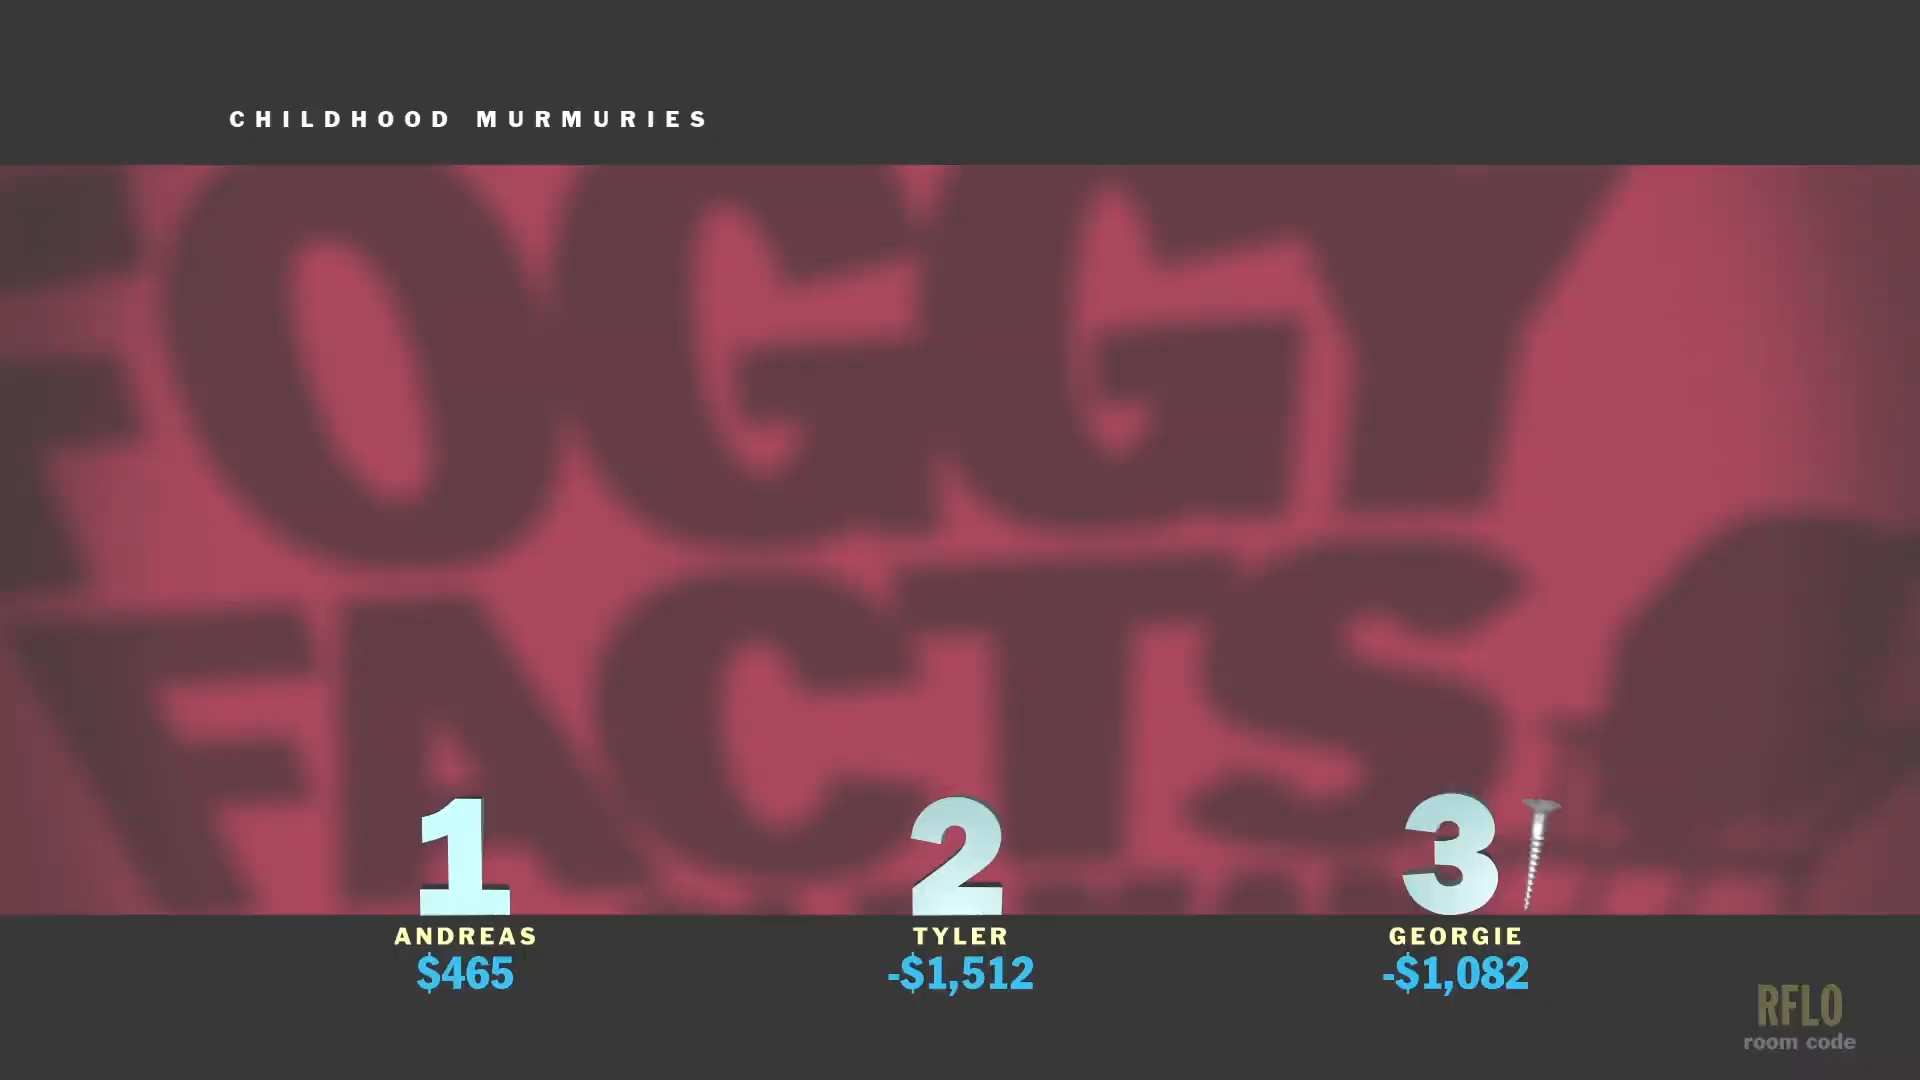 CHILDHOOD MURMURIES
FOGGY
FACTS
1
2
3
ANDREAS
TYLER
GEORGIE
$465
-$1,512
-$1,082
RFLO
room code